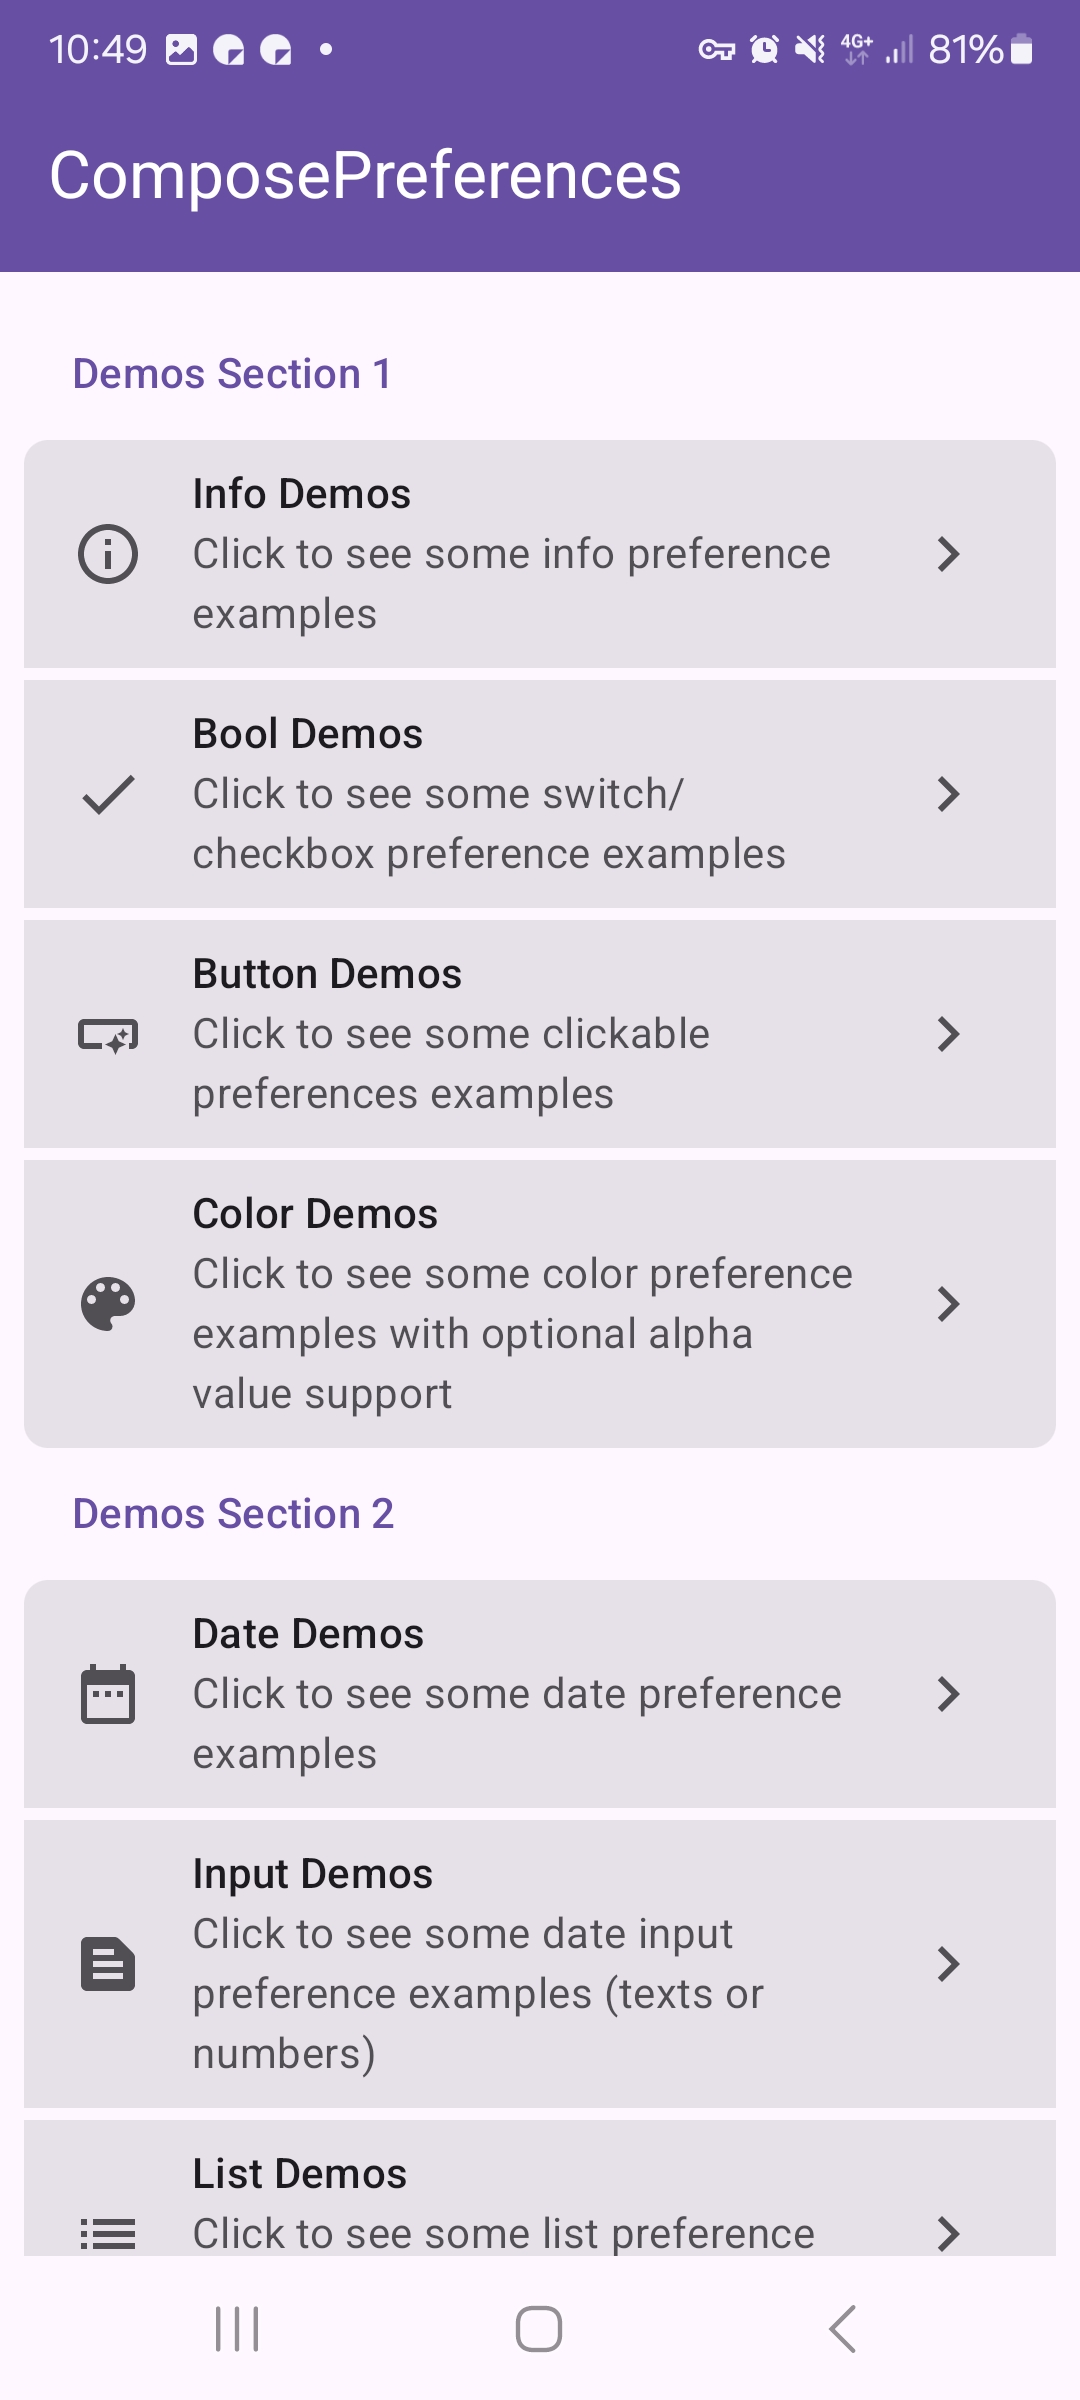 10:49 4G+ 81%
ComposePreferences
Demos Section 1
Info Demos
Click to see some info preference
examples
Bool Demos
Click to see some switch/
checkbox preference examples
Button Demos
Click to see some clickable
preferences examples
Color Demos
Click to see some color preference
examples with optional alpha
value support
Demos Section 2
Date Demos
Click to see some date preference
examples
Input Demos
Click to see some date input
preference examples (texts or
numbers)
List Demos
Click to see some list preference